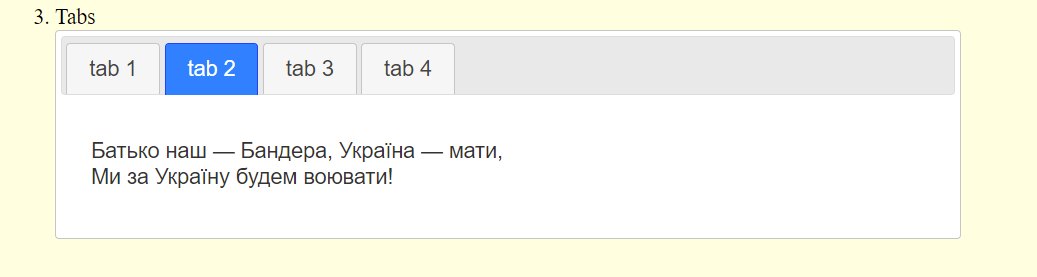 3. Tabs
tab 1 tab 2 tab 3 tab 4
Батько наш — Бандера, Україна — мати,
Ми за Україну будем воювати!